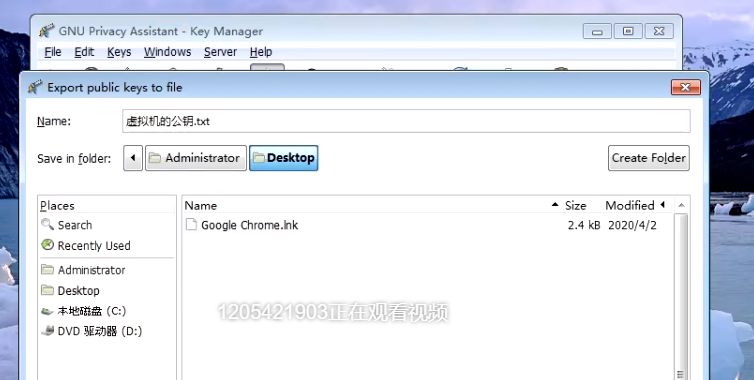 GNU Privacy Assistant - Key Manager
File Edit Keys Windows Server Help
Export public keys to file
Name: 虚拟机的公钥.txt
Save in folder: Administrator Desktop Create Folder
Places Name Size Modified
Search Google Chrome.lnk 2.4 kB 2020/4/2
Recently Used
Administrator
Desktop
本地磁盘 (C:)
1205421903正在观看视频
DVD 驱动器 (D:)